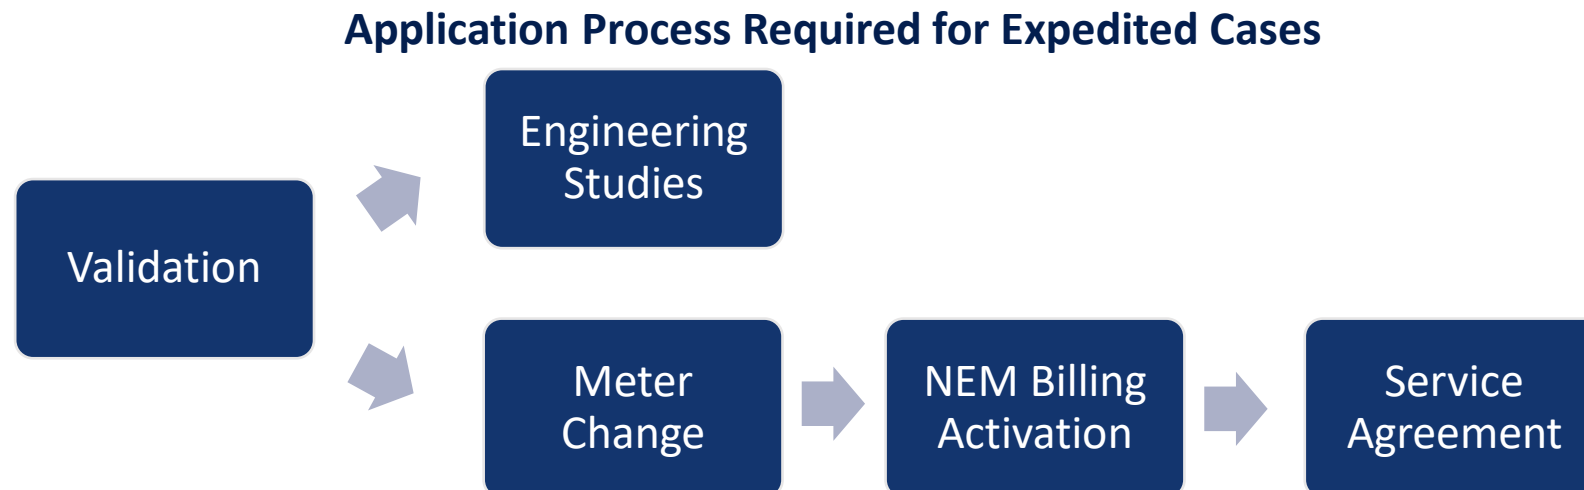 Application Process Required for Expedited Cases
Engineering
Studies
Validation
Meter
Change
NEM Billing
Activation
Service
Agreement